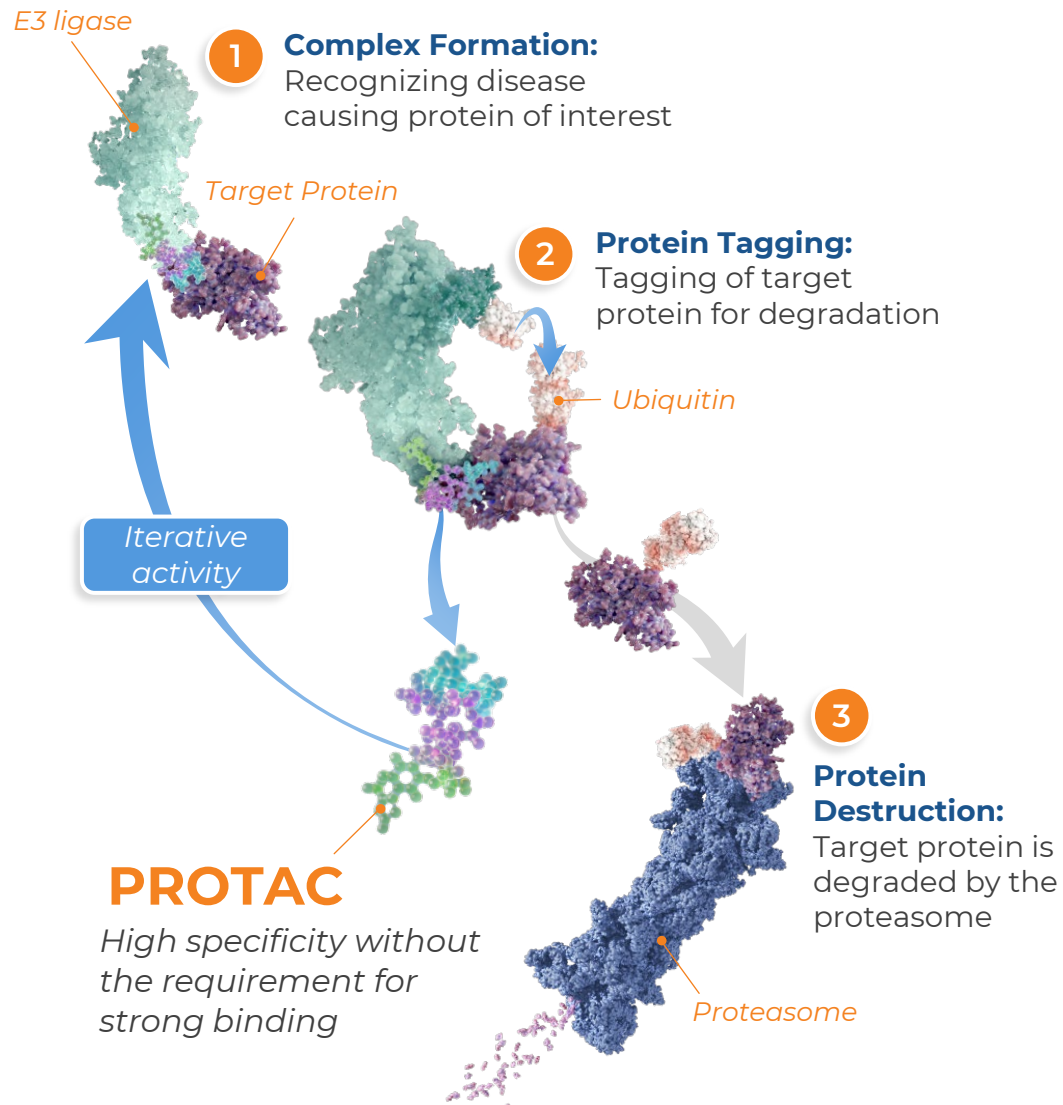 E3 ligase
1
Complex Formation:
Recognizing disease
causing protein of interest
Target Protein
2
Protein Tagging:
Tagging of target
protein for degradation
Ubiquitin
Iterative
activity
3
Protein
Destruction:
Target protein is
degraded by the
proteasome
PROTAC
High specificity without
the requirement for
strong binding
Proteasome